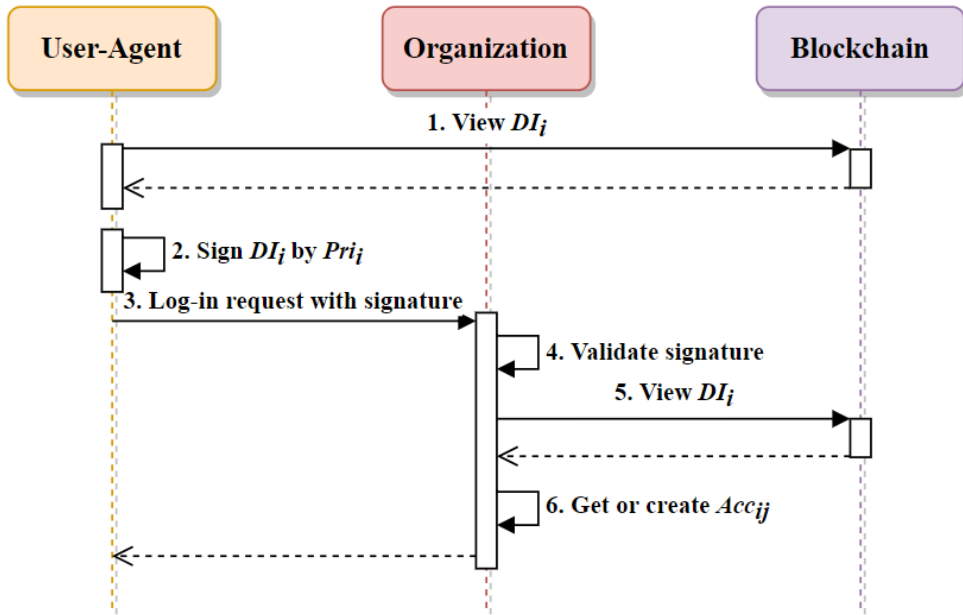 User-Agent
Organization
Blockchain
1. View DIi
2. Sign DIi by Prii
3. Log-in request with signature
4. Validate signature
5. View DIi
6. Get or create Accij